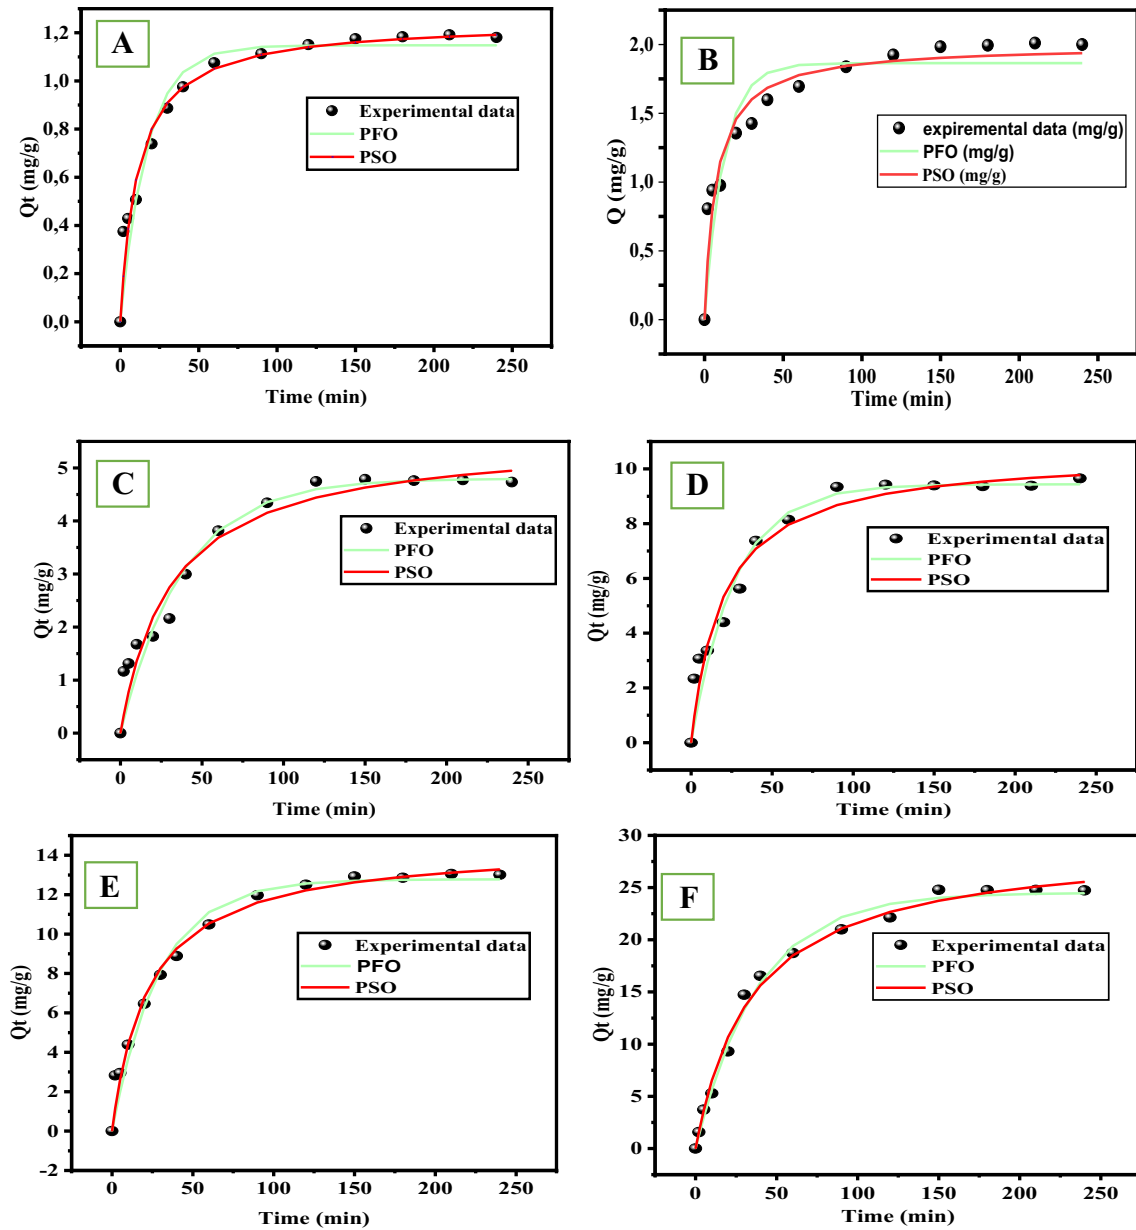 A
1,2
1,0
0,8
0,6
0,4
0,2
0,0
Qt (mg/g)
Experimental data
PFO
PSO
0 50 100 150 200 250
Time (min)
B
2,0
1,5
1,0
0,5
0,0
Q (mg/g)
expiremental data (mg/g)
PFO (mg/g)
PSO (mg/g)
0 50 100 150 200 250
Time (min)
C
5
4
3
2
1
0
Qt (mg/g)
Experimental data
PFO
PSO
0 50 100 150 200 250
Time (min)
D
10
8
6
4
2
0
Qt (mg/g)
Experimental data
PFO
PSO
0 50 100 150 200 250
Time (min)
E
14
12
10
8
6
4
2
0
-2
Qt (mg/g)
Experimental data
PFO
PSO
0 50 100 150 200 250
Time (min)
F
30
25
20
15
10
5
0
Qt (mg/g)
Experimental data
PFO
PSO
0 50 100 150 200 250
Time (min)